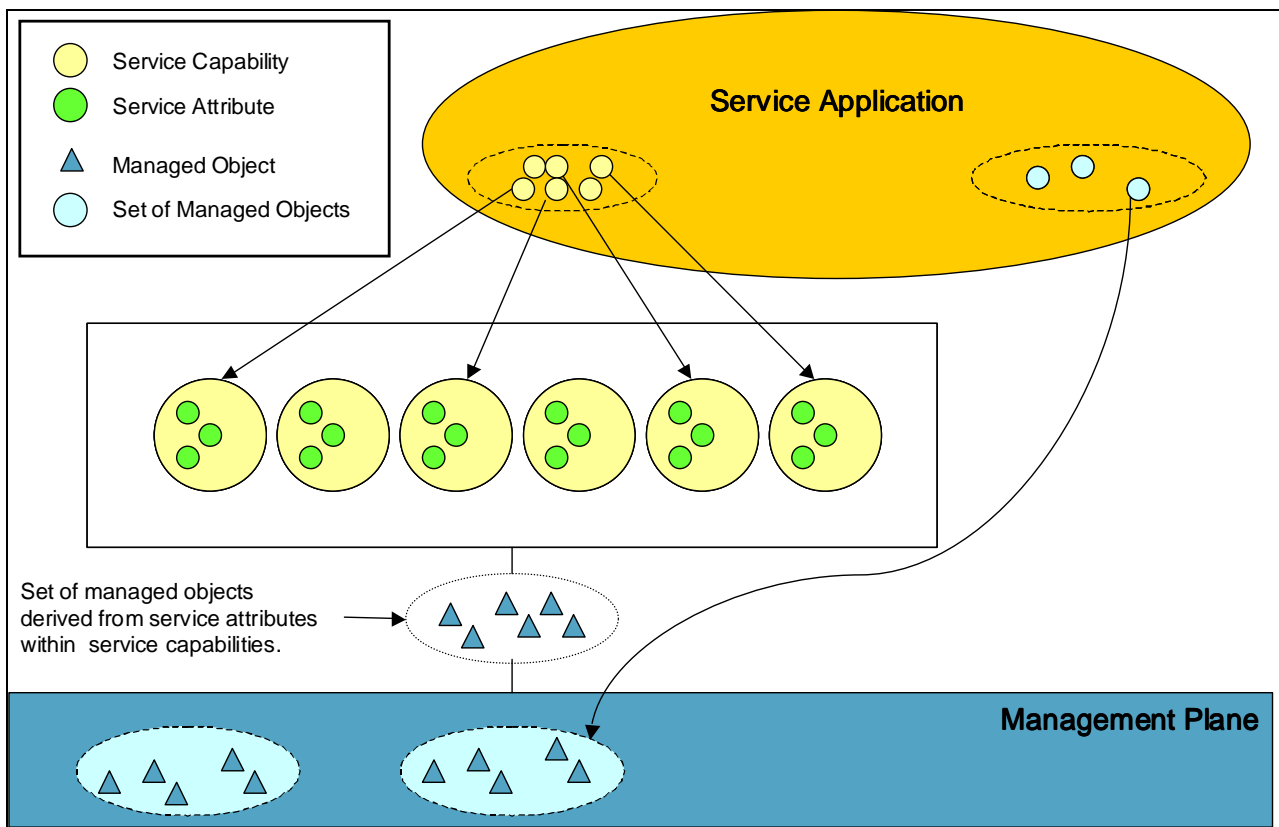 Service Capability
Service Attribute
Managed Object
Set of Managed Objects
Service Application
Set of managed objects
derived from service attributes
within service capabilities.
Management Plane